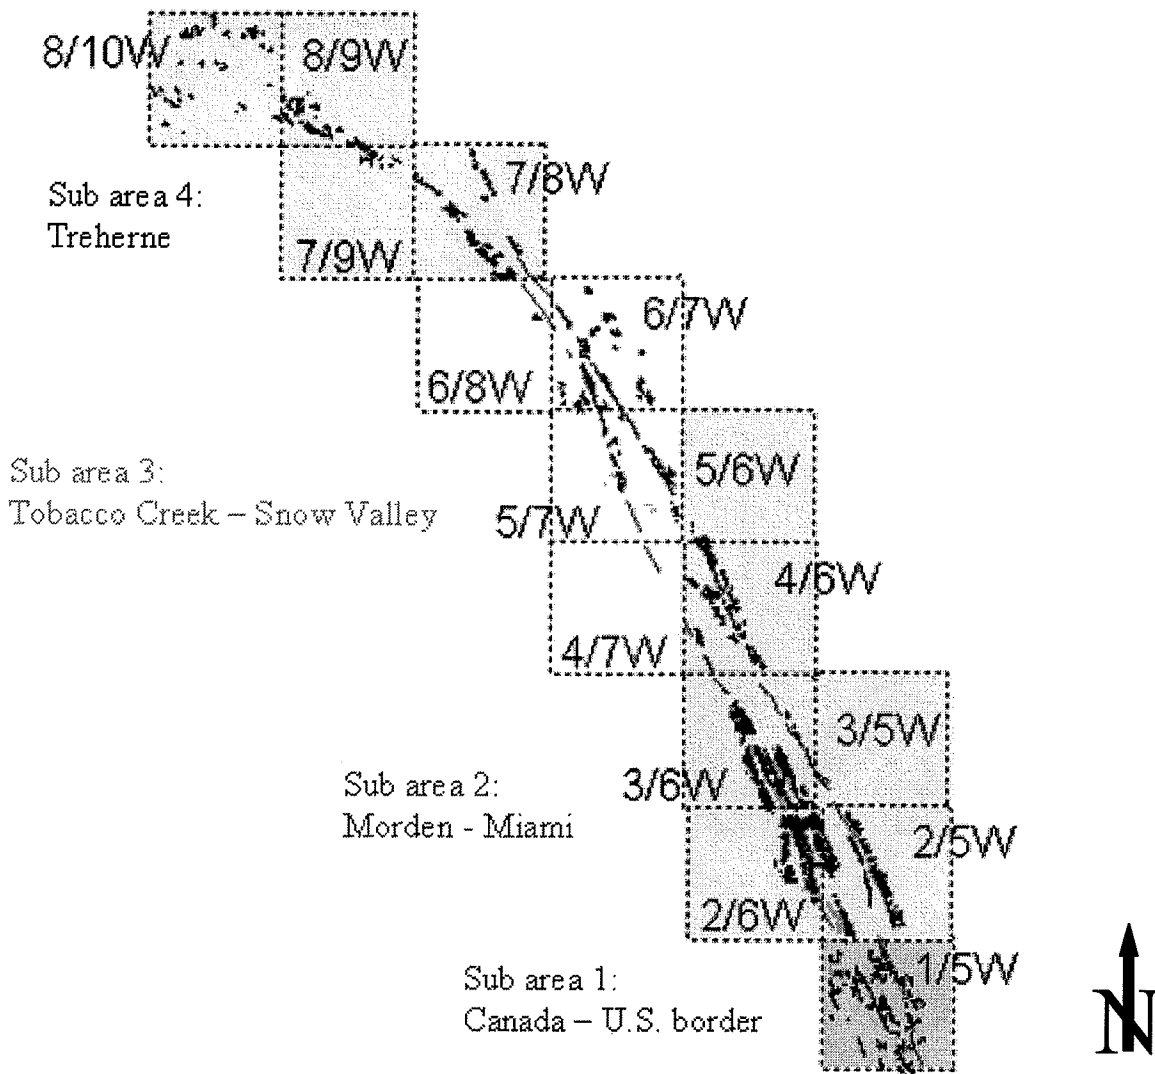 8/10W
8/9W
7/8W
Sub area 4:
Treherne
7/9W
6/7W
6/8W
5/6W
Sub area 3:
Tobacco Creek – Snow Valley
5/7W
4/6W
4/7W
3/5W
Sub area 2:
3/6W
Morden - Miami
2/5W
2/6W
1/5W
Sub area 1:
Canada – U.S. border
N